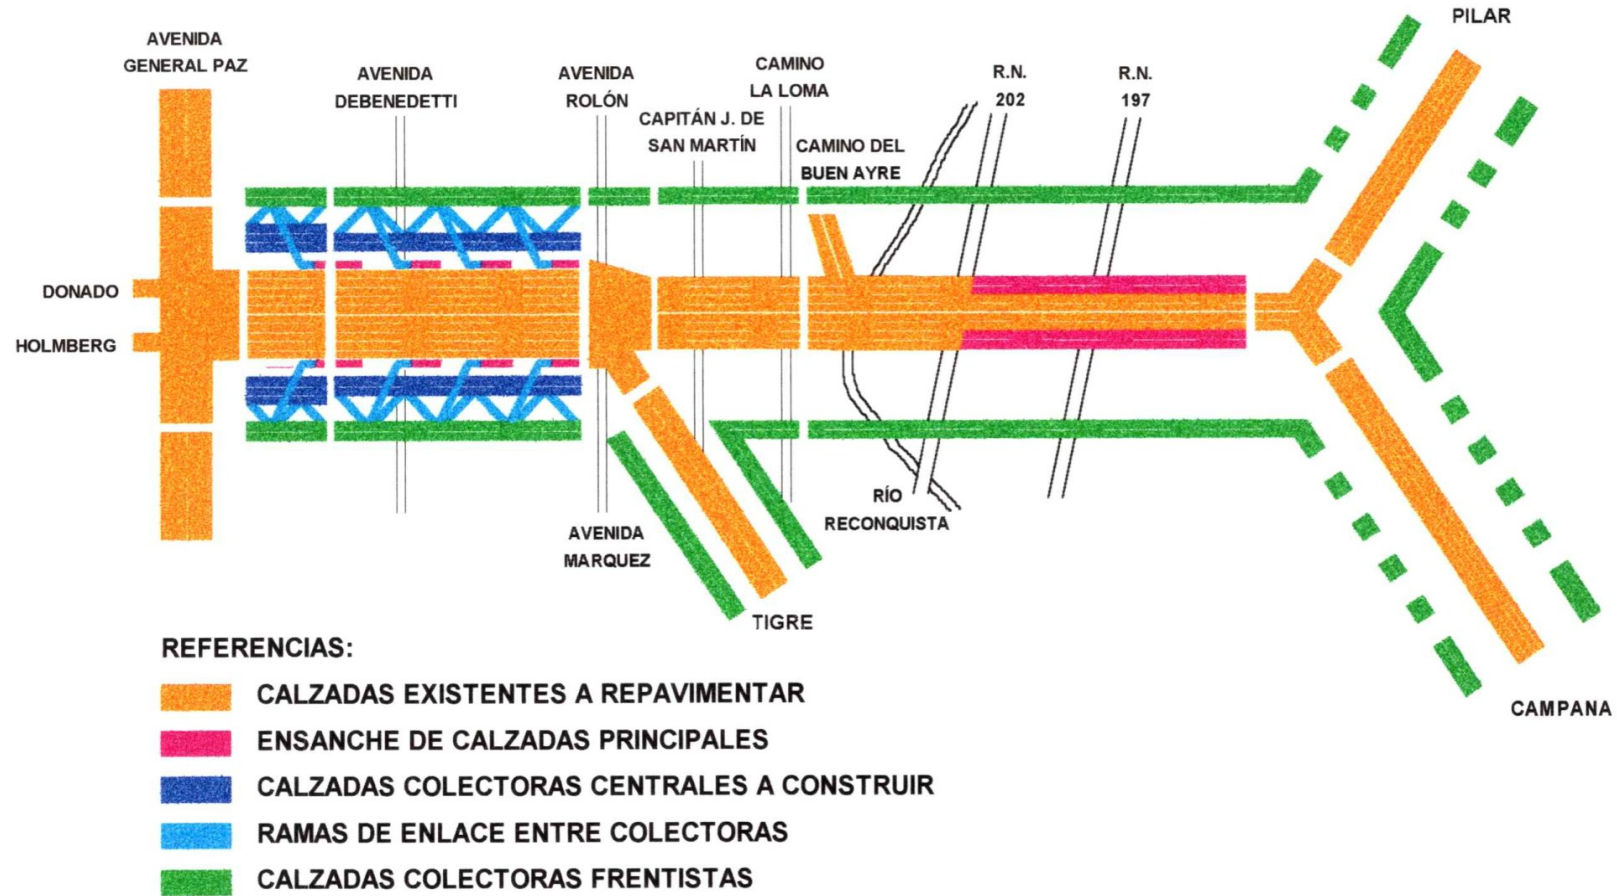 PILAR
AVENIDA
GENERAL PAZ
AVENIDA
DEBENEDETTI
AVENIDA
ROLÓN
CAPITÁN J. DE
SAN MARTÍN
CAMINO
LA LOMA
CAMINO DEL
BUEN AYRE
R.N.
202
R.N.
197
DONADO
HOLMBERG
AVENIDA
MARQUEZ
RÍO
RECONQUISTA
TIGRE
CAMPANA
REFERENCIAS:
CALZADAS EXISTENTES A REPAVIMENTAR
ENSANCHE DE CALZADAS PRINCIPALES
CALZADAS COLECTORAS CENTRALES A CONSTRUIR
RAMAS DE ENLACE ENTRE COLECTORAS
CALZADAS COLECTORAS FRENTISTAS